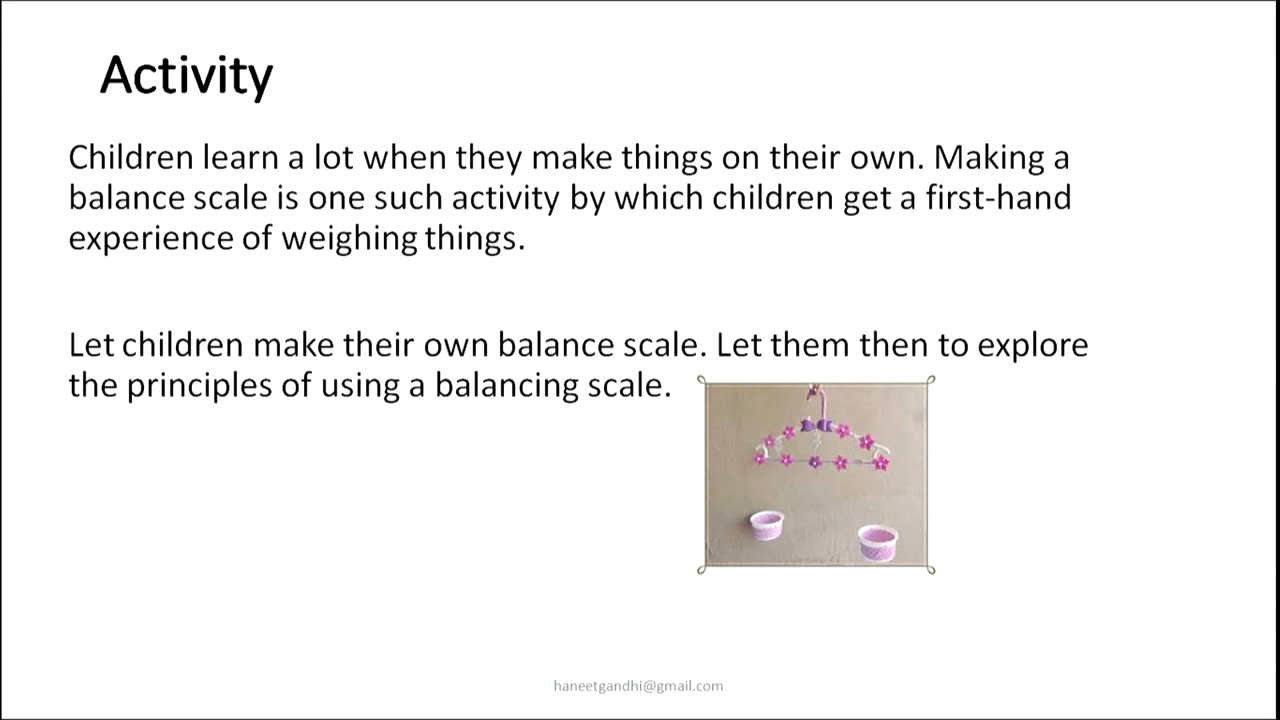 Activity
Children learn a lot when they make things on their own. Making a
balance scale is one such activity by which children get a first-hand
experience of weighing things.
Let children make their own balance scale. Let them then to explore
the principles of using a balancing scale.
haneetgandhi@gmail.com